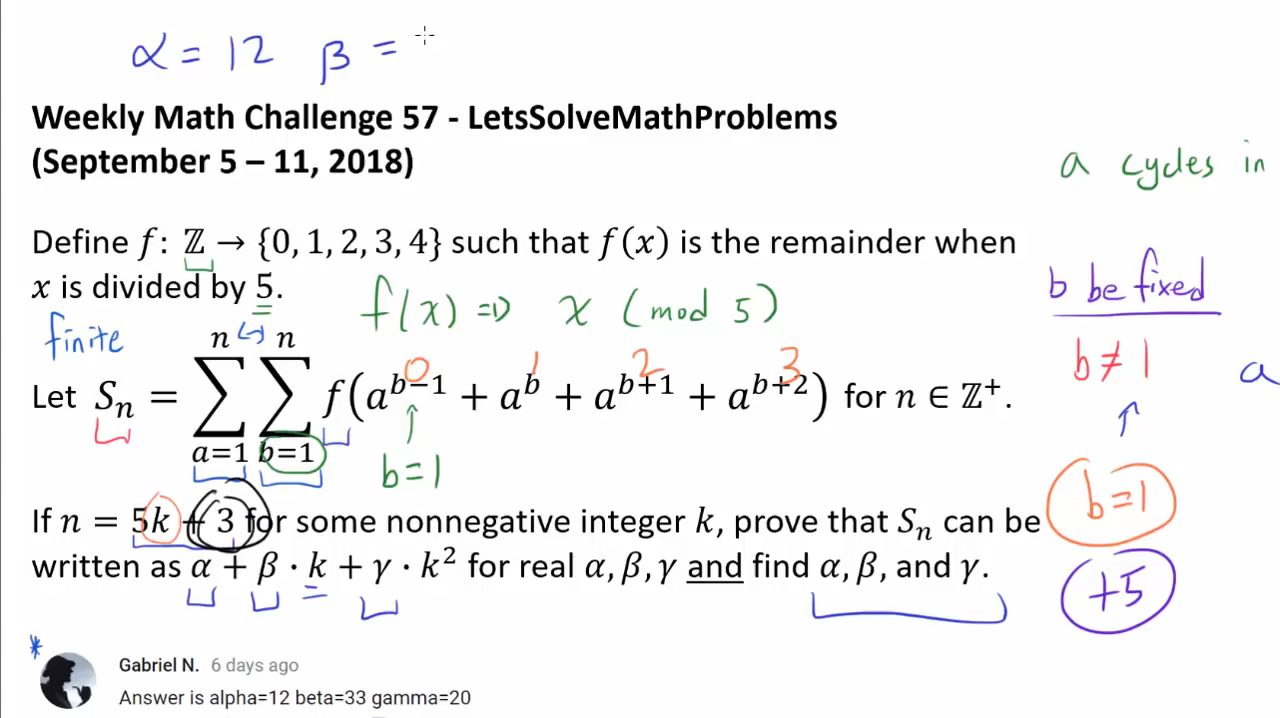 α = 12 β =
Weekly Math Challenge 57 - LetsSolveMathProblems
(September 5 – 11, 2018)
a cycles in
Define f: ℤ → {0, 1, 2, 3, 4} such that f(x) is the remainder when
x is divided by 5.
f(x) ⇒ x (mod 5)
b be fixed
finite
n ↔ n
0 1 2 3
b ≠ 1
Let Sₙ = ∑ ∑ f(a^{b−1} + a^b + a^{b+1} + a^{b+2}) for n ∈ ℤ⁺.
a
a=1 b=1
b=1
b=1
If n = 5k + 3 for some nonnegative integer k, prove that Sₙ can be
written as α + β · k + γ · k² for real α, β, γ and find α, β, and γ.
+5
*
Gabriel N. 6 days ago
Answer is alpha=12 beta=33 gamma=20